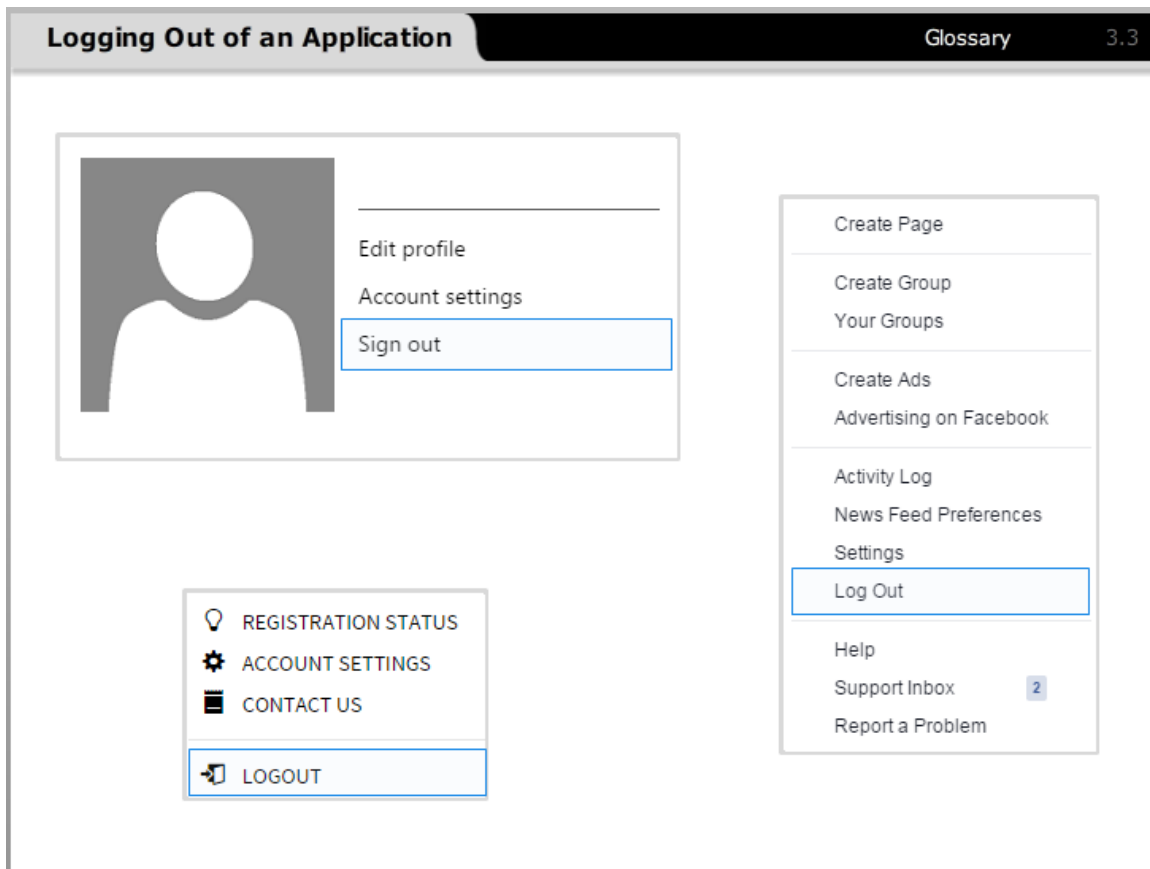 Logging Out of an Application
Glossary
3.3
Edit profile
Account settings
Sign out
Create Page
Create Group
Your Groups
Create Ads
Advertising on Facebook
Activity Log
News Feed Preferences
Settings
Log Out
Help
Support Inbox 2
Report a Problem
REGISTRATION STATUS
ACCOUNT SETTINGS
CONTACT US
LOGOUT